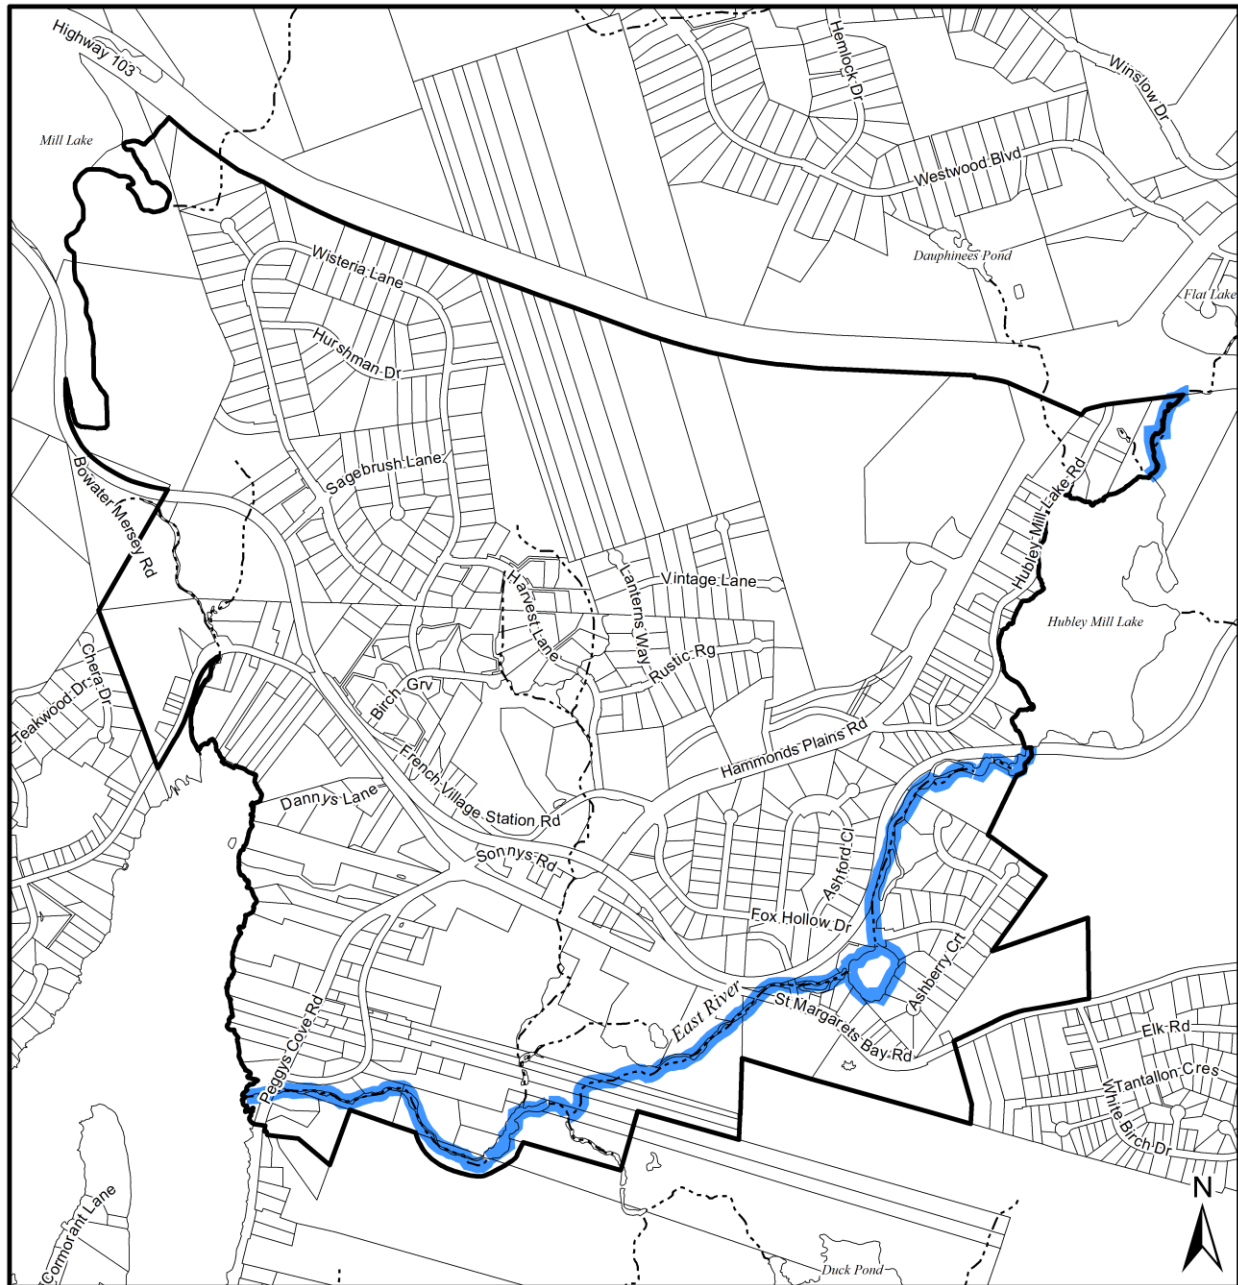 Highway 103
Hemlock Dr
Winslow Dr
Mill Lake
Westwood Blvd
Dauphinees Pond
Wisteria Lane
Flat Lake
Hurshman Dr
Sagebrush Lane
Bowater Mersey Rd
Hubley Mill Lake Rd
Harvest Lane
Lanterns Way
Vintage Lane
Hubley Mill Lake
Chera Dr
Teakwood Dr
Rustic Rg
Birch Grv
Hammonds Plains Rd
French Village Station Rd
Dannys Lane
Sonnys Rd
Ashford Cl
Fox Hollow Dr
Ashberry Crt
East River
St Margarets Bay Rd
Peggys Cove Rd
Elk Rd
Tantallon Cres
White Birch Dr
N
Cormorant Lane
Duck Pond